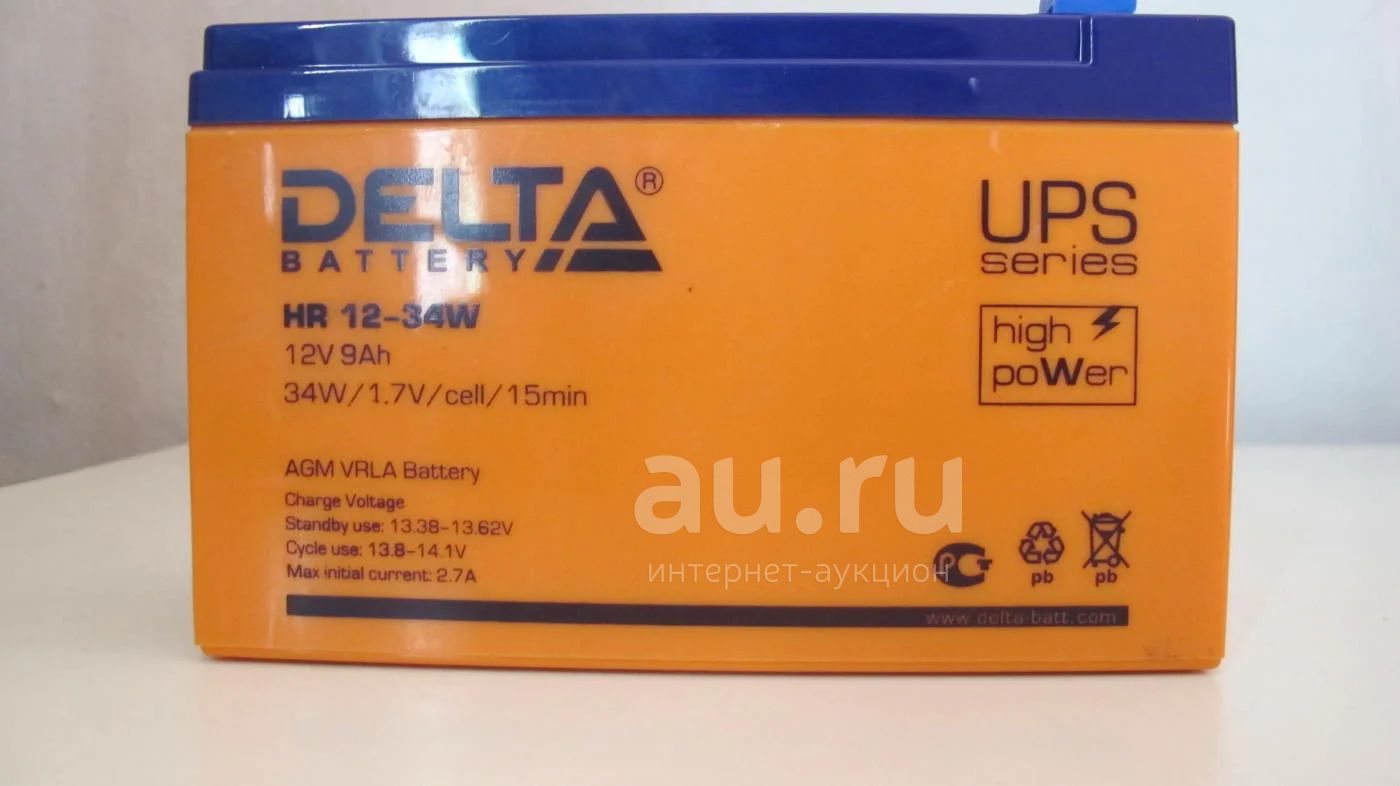 DELTA®
BATTERY
HR 12-34W
12V 9Ah
34W/1.7V/cell/15min
UPS
series
high
poWer
AGM VRLA Battery
Charge Voltage
Standby use: 13.38-13.62V
Cycle use: 13.8-14.1V
Max initial current: 2.7A
au.ru
интернет-аукцион
РСТ
pb
pb
www.delta-batt.com